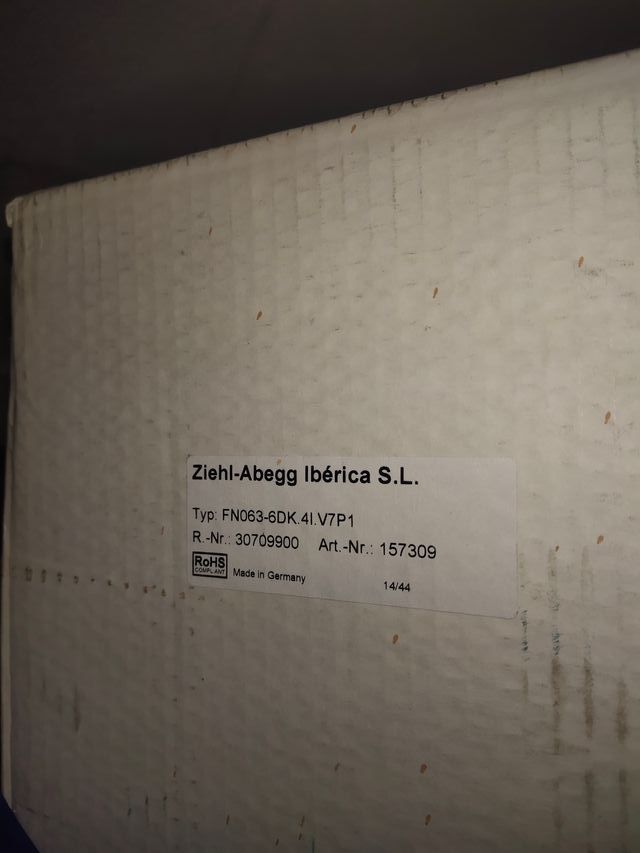 Ziehl-Abegg Ibérica S.L.
Typ: FN063-6DK.4I.V7P1
R.-Nr.: 30709900 Art.-Nr.: 157309
RoHS
COMPLIANT
Made in Germany
14/44